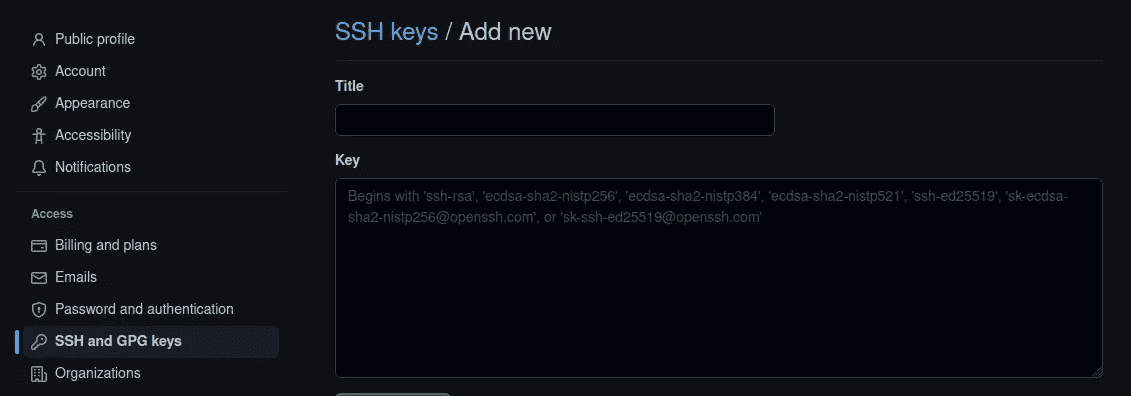 Public profile
Account
Appearance
Accessibility
Notifications
Access
Billing and plans
Emails
Password and authentication
SSH and GPG keys
Organizations
SSH keys / Add new
Title
Key
Begins with 'ssh-rsa', 'ecdsa-sha2-nistp256', 'ecdsa-sha2-nistp384', 'ecdsa-sha2-nistp521', 'ssh-ed25519', 'sk-ecdsa-
sha2-nistp256@openssh.com', or 'sk-ssh-ed25519@openssh.com'